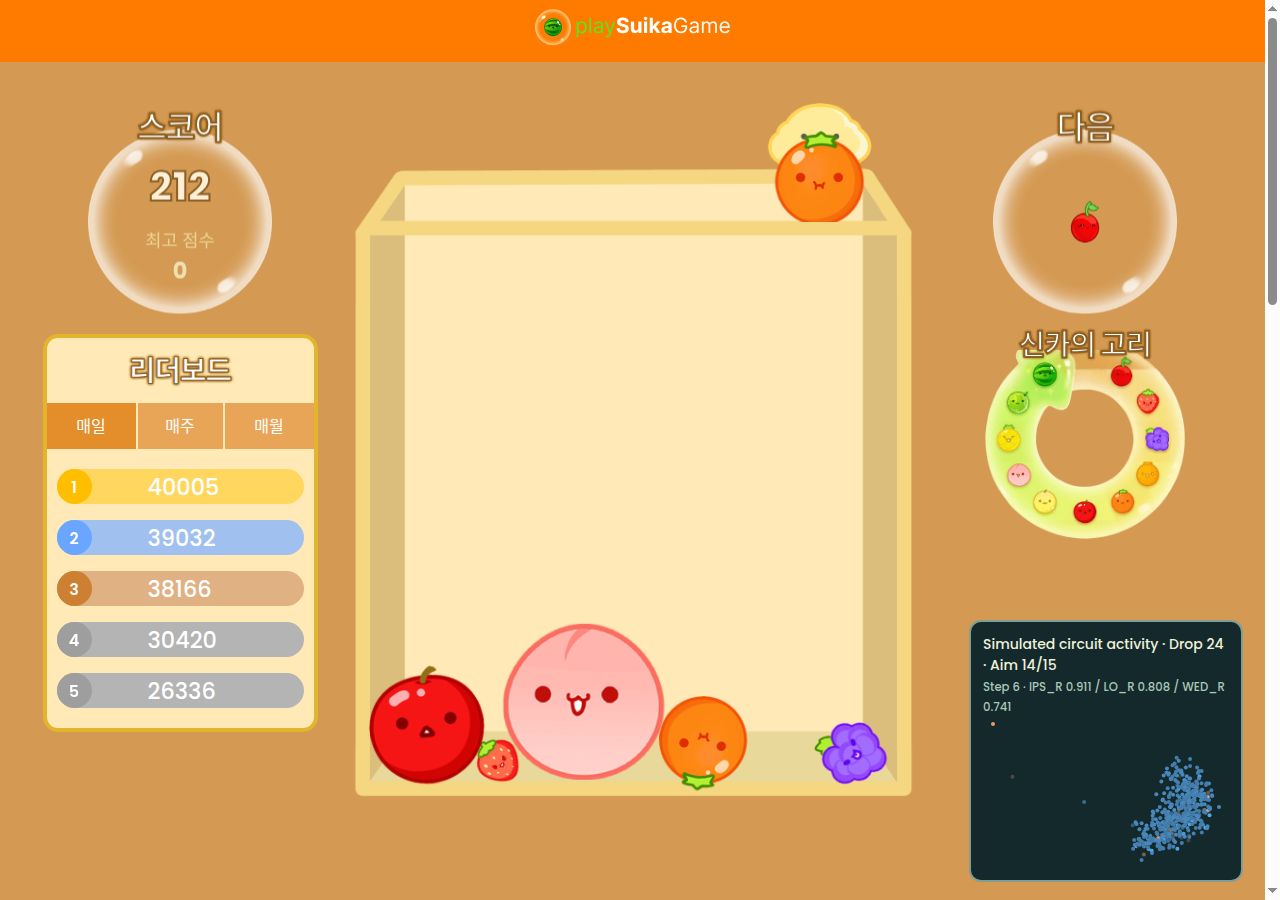 playSuikaGame
스코어
212
최고 점수
0
다음
리더보드
매일 매주 매월
1 40005
2 39032
3 38166
4 30420
5 26336
신카의 고리
Simulated circuit activity · Drop 24
· Aim 14/15
Step 6 · IPS_R 0.911 / LO_R 0.808 / WED_R
0.741